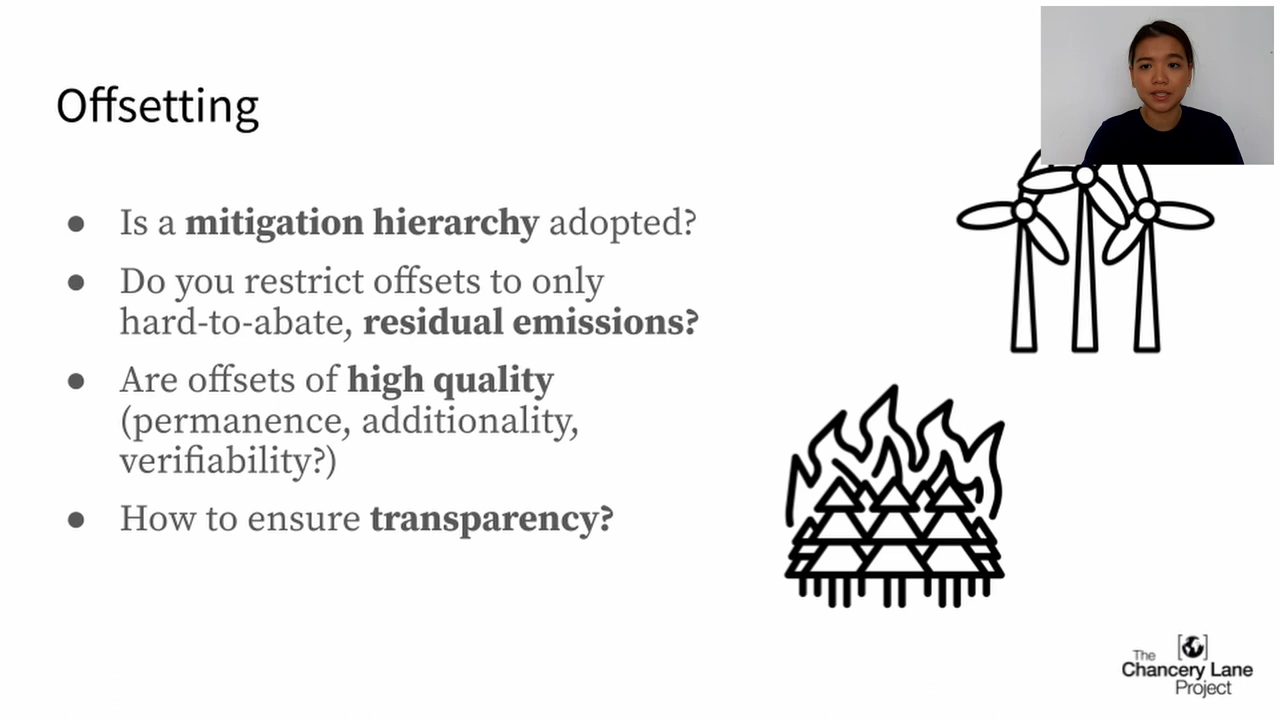 Offsetting
● Is a mitigation hierarchy adopted?
● Do you restrict offsets to only
hard-to-abate, residual emissions?
● Are offsets of high quality
(permanence, additionality,
verifiability?)
● How to ensure transparency?
The
Chancery Lane
Project